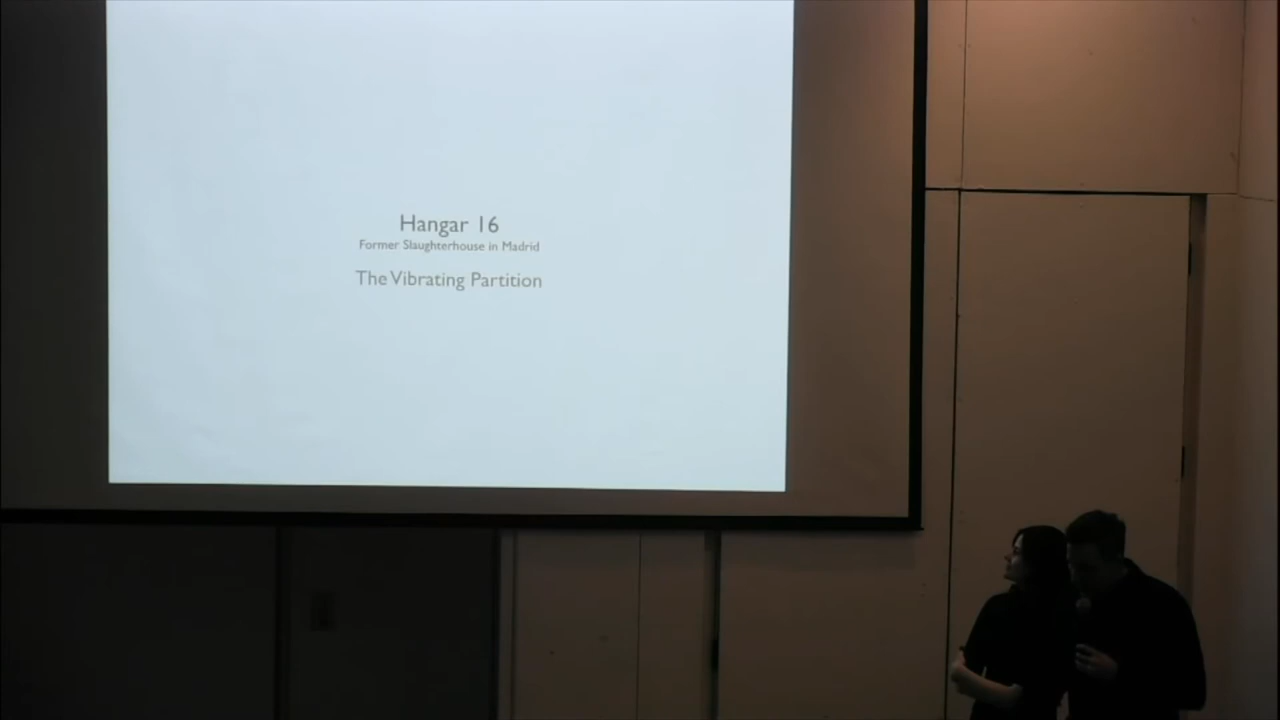 Hangar 16
Former Slaughterhouse in Madrid
The Vibrating Partition